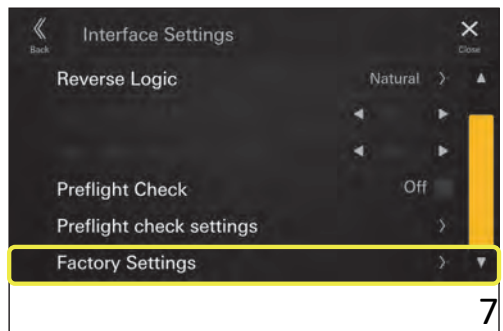 Back
Interface Settings
Close
Reverse Logic Natural
Preflight Check Off
Preflight check settings
Factory Settings
7